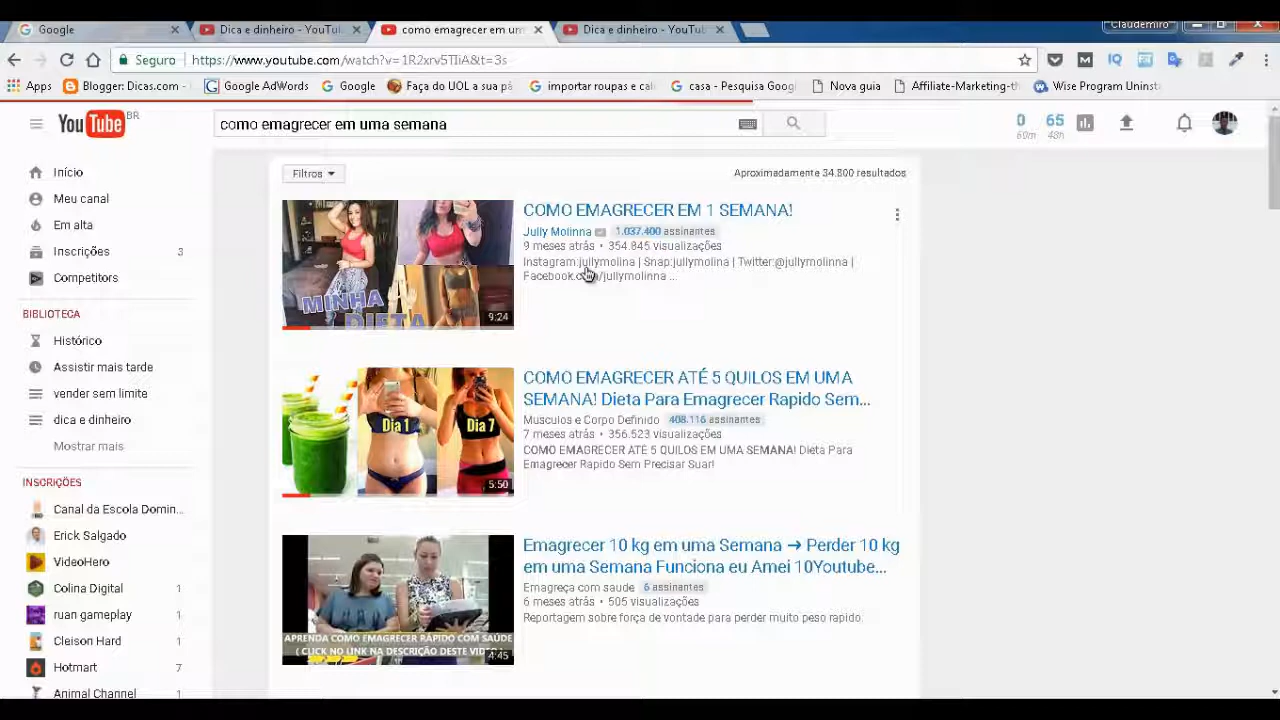 Google
Dica e dinheiro - YouTu
como emagrecer em um
Dica e dinheiro - YouTu
Claudemiro
Seguro
https://www.youtube.com/watch?v=1R2xrv5TIiA&t=3s
Apps
Blogger: Dicas.com -
Google AdWords
Google
Faça do UOL a sua p
importar roupas e cal
casa - Pesquisa Goog
Nova guia
Affiliate-Marketing-th
Wise Program Uninst
YouTube BR
como emagrecer em uma semana
0
60m
65
48h
Início
Meu canal
Em alta
Inscrições 3
Competitors
BIBLIOTECA
Histórico
Assistir mais tarde
vender sem limite
dica e dinheiro
Mostrar mais
INSCRIÇÕES
Canal da Escola Domin...
Erick Salgado
VideoHero
Colina Digital 1
ruan gameplay 1
Cleison Hard 1
Hotmart 7
Animal Channel 1
Filtros
Aproximadamente 34.800 resultados
MINHA
DIETA
9:24
COMO EMAGRECER EM 1 SEMANA!
Jully Molinna 1.037.400 assinantes
9 meses atrás • 354.845 visualizações
Instagram:jullymolina | Snap:jullymolina | Twitter:@jullymolinna |
/jullymolinna ...
Dia 1
Dia 7
5:50
COMO EMAGRECER ATÉ 5 QUILOS EM UMA
SEMANA! Dieta Para Emagrecer Rapido Sem...
Musculos e Corpo Definido 408.116 assinantes
7 meses atrás • 356.523 visualizações
COMO EMAGRECER ATÉ 5 QUILOS EM UMA SEMANA! Dieta Para
Emagrecer Rapido Sem Precisar Suar!
APRENDA COMO EMAGRECER RÁPIDO COM SAÚDE
( CLICK NO LINK NA DESCRIÇÃO DESTE VIDEO )
4:45
Emagrecer 10 kg em uma Semana → Perder 10 kg
em uma Semana Funciona eu Amei 10Youtube...
Emagreça com saude 6 assinantes
6 meses atrás • 505 visualizações
Reportagem sobre força de vontade para perder muito peso rapido.